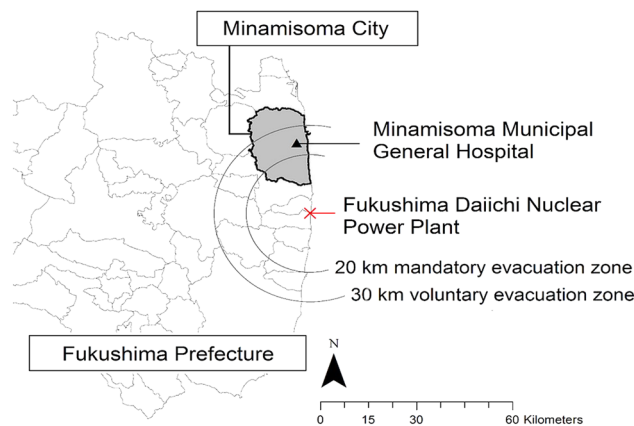 Minamisoma City
Minamisoma Municipal
General Hospital
Fukushima Daiichi Nuclear
Power Plant
20 km mandatory evacuation zone
30 km voluntary evacuation zone
Fukushima Prefecture
N
0 15 30 60 Kilometers